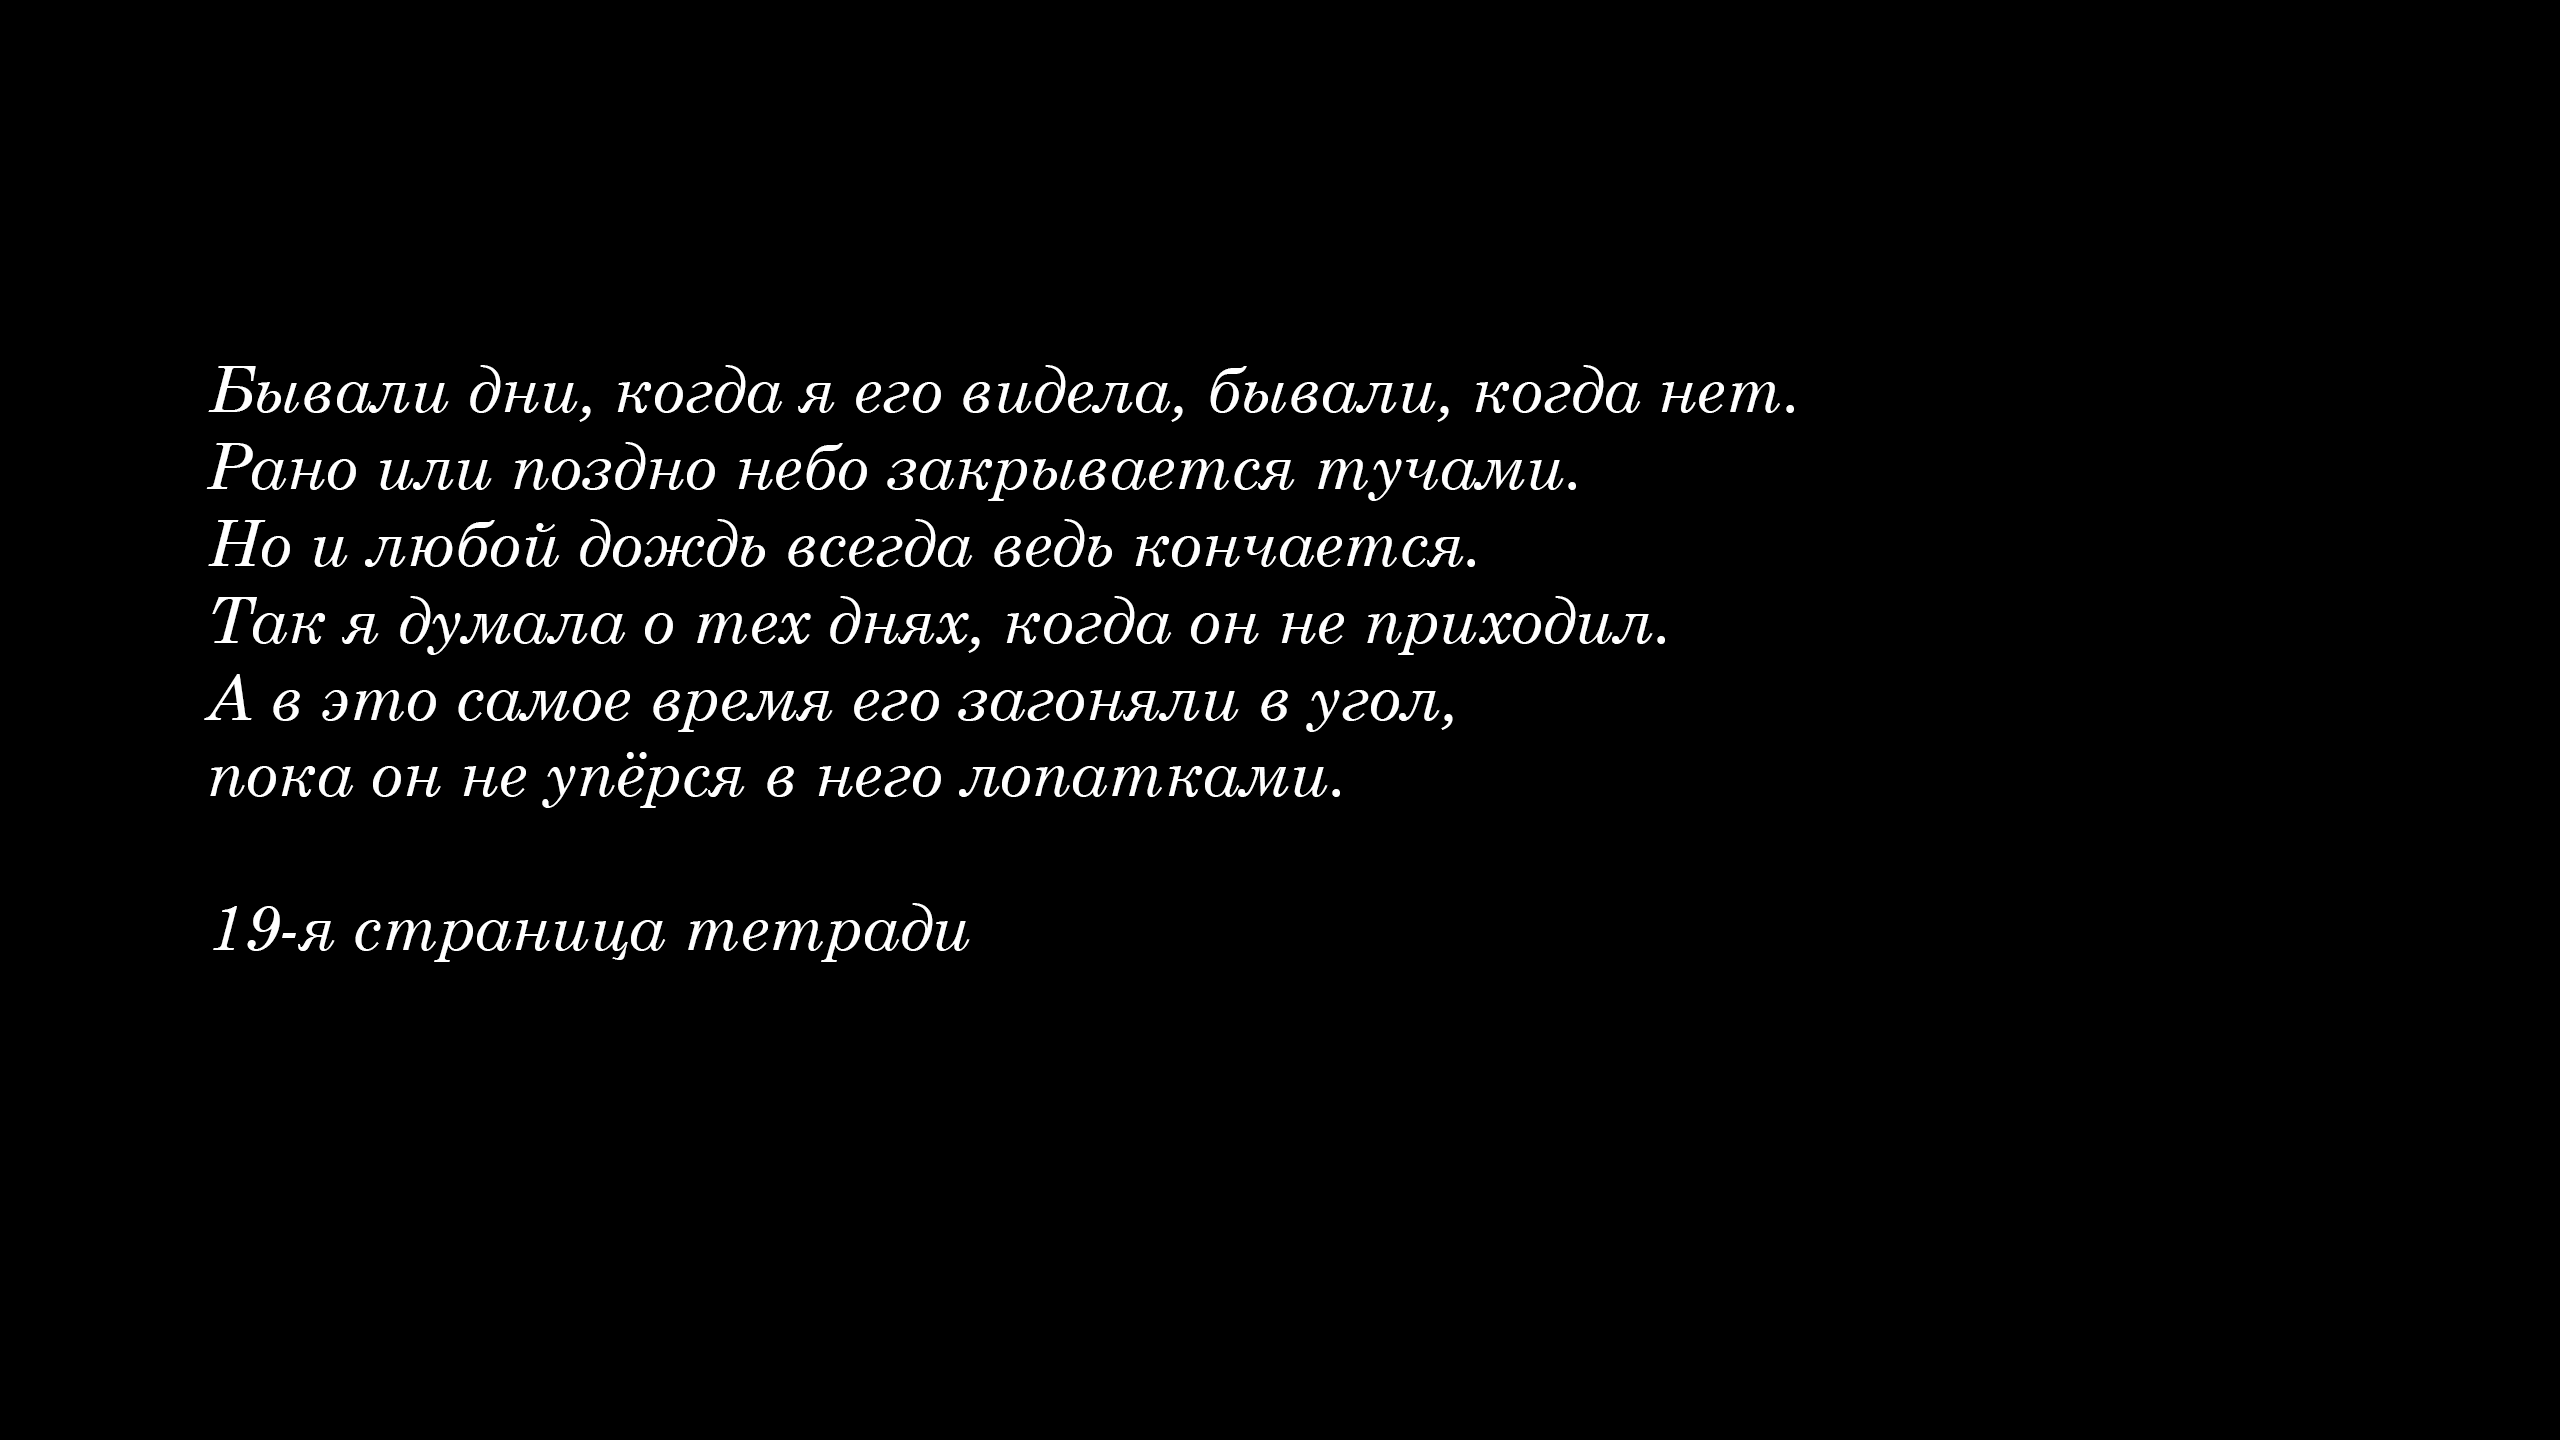 Бывали дни, когда я его видела, бывали, когда нет.
Рано или поздно небо закрывается тучами.
Но и любой дождь всегда ведь кончается.
Так я думала о тех днях, когда он не приходил.
А в это самое время его загоняли в угол,
пока он не упёрся в него лопатками.
19-я страница тетради